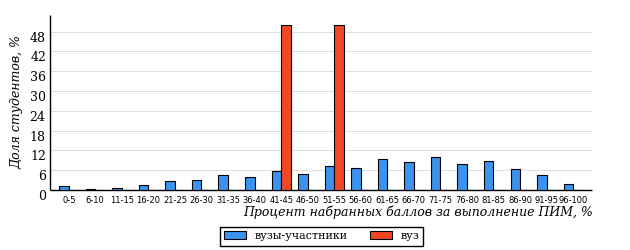 Доля студентов, %
48
42
36
30
24
18
12
6
0
0-5 6-10 11-15 16-20 21-25 26-30 31-35 36-40 41-45 46-50 51-55 56-60 61-65 66-70 71-75 76-80 81-85 86-90 91-95 96-100
Процент набранных баллов за выполнение ПИМ, %
вузы-участники вуз